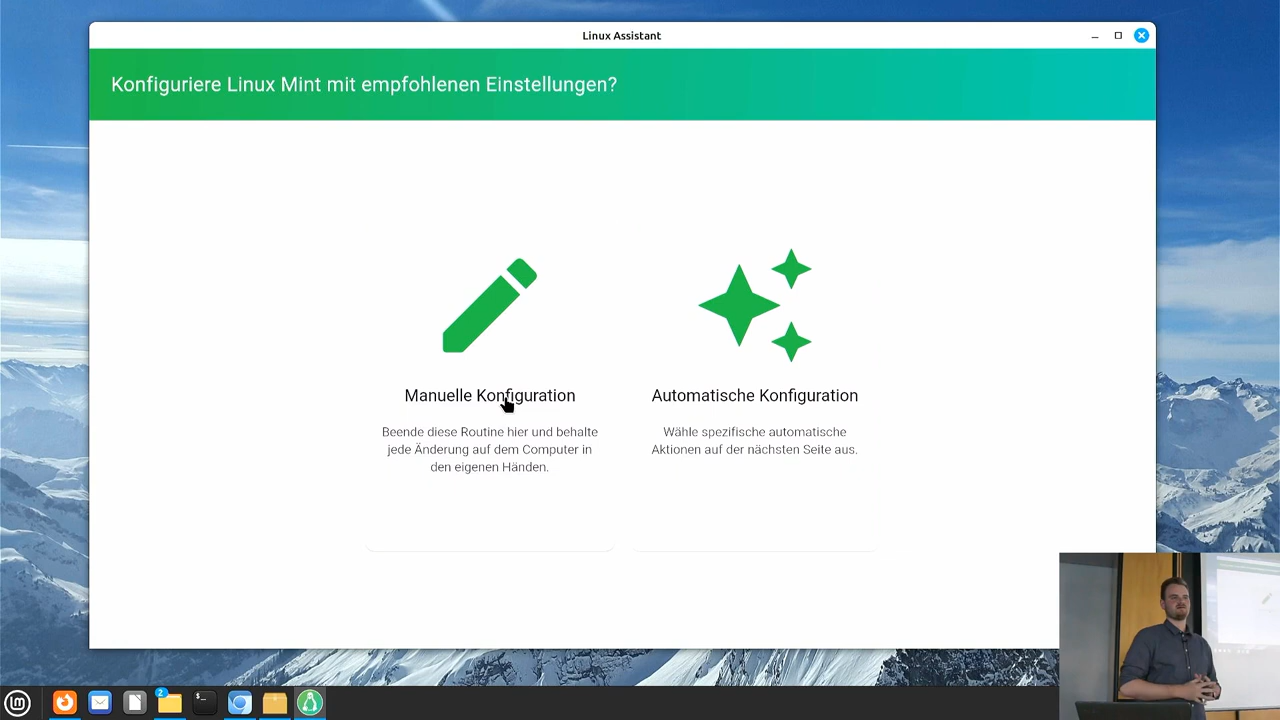 Linux Assistant
Konfiguriere Linux Mint mit empfohlenen Einstellungen?
Manuelle Konfiguration
Beende diese Routine hier und behalte
jede Änderung auf dem Computer in
den eigenen Händen.
Automatische Konfiguration
Wähle spezifische automatische
Aktionen auf der nächsten Seite aus.
2
$_